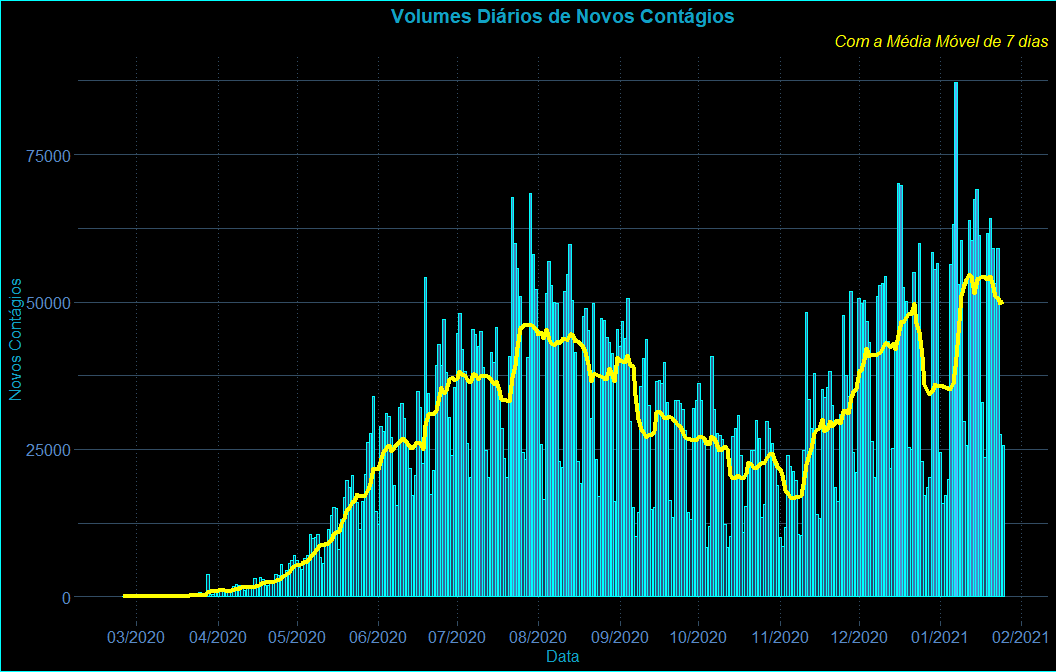 Volumes Diários de Novos Contágios
Com a Média Móvel de 7 dias
Novos Contágios
75000
50000
25000
0
03/2020 04/2020 05/2020 06/2020 07/2020 08/2020 09/2020 10/2020 11/2020 12/2020 01/2021 02/2021
Data